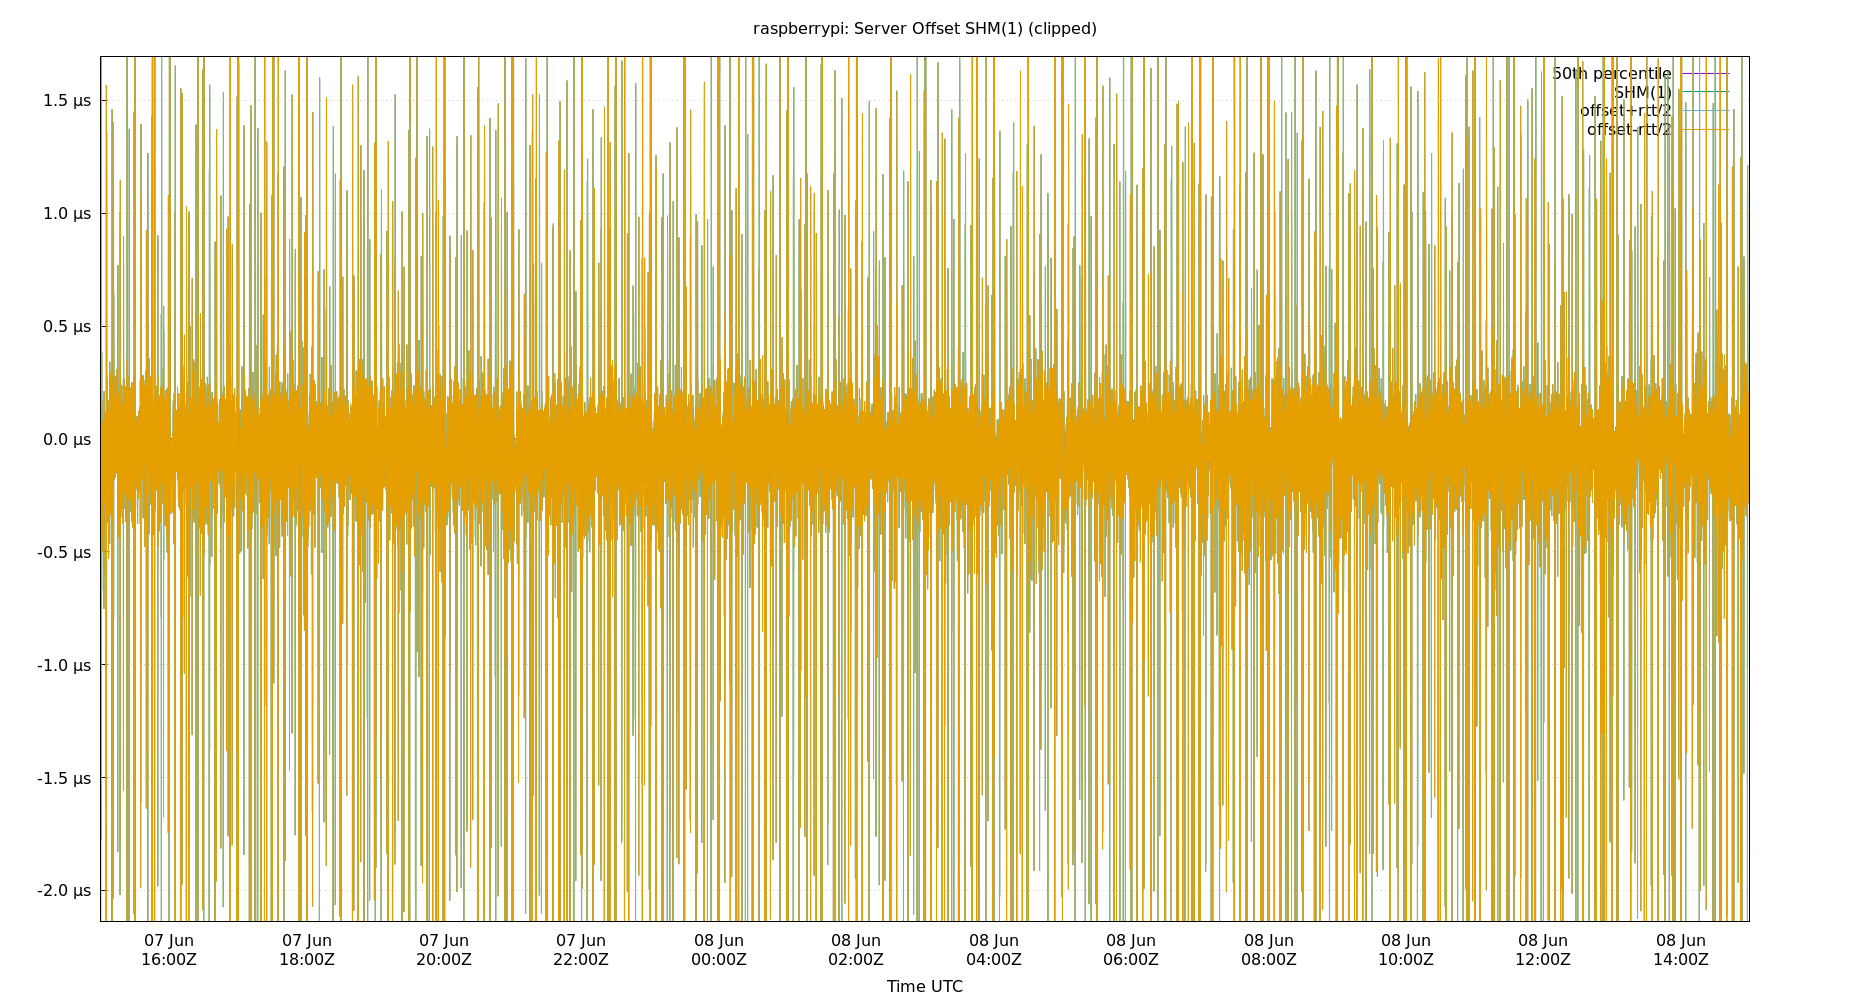 raspberrypi: Server Offset SHM(1) (clipped)
50th percentile
SHM(1)
offset+rtt/2
offset-rtt/2
1.5 µs
1.0 µs
0.5 µs
0.0 µs
-0.5 µs
-1.0 µs
-1.5 µs
-2.0 µs
07 Jun 07 Jun 07 Jun 07 Jun 08 Jun 08 Jun 08 Jun 08 Jun 08 Jun 08 Jun 08 Jun 08 Jun
16:00Z 18:00Z 20:00Z 22:00Z 00:00Z 02:00Z 04:00Z 06:00Z 08:00Z 10:00Z 12:00Z 14:00Z
Time UTC